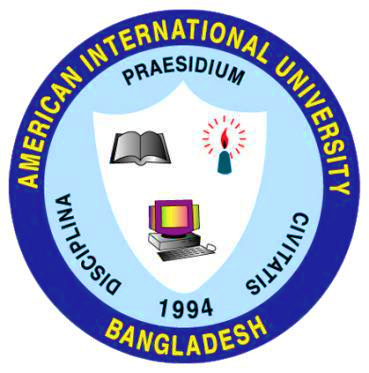 AMERICAN INTERNATIONAL UNIVERSITY
PRAESIDIUM
DISCIPLINA
CIVITATIS
1994
BANGLADESH